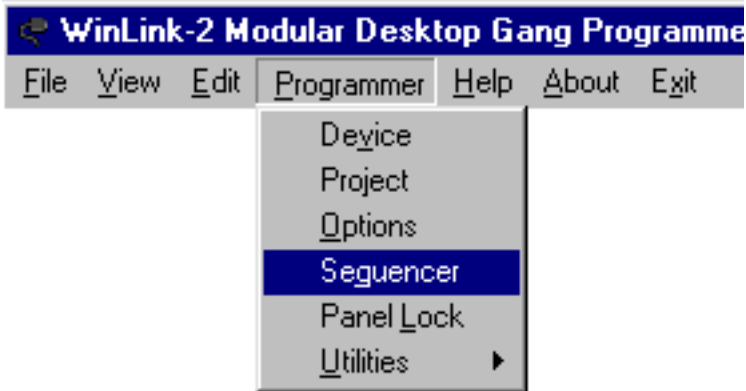 WinLink-2 Modular Desktop Gang Programme
File View Edit Programmer Help About Exit
Device
Project
Options
Sequencer
Panel Lock
Utilities